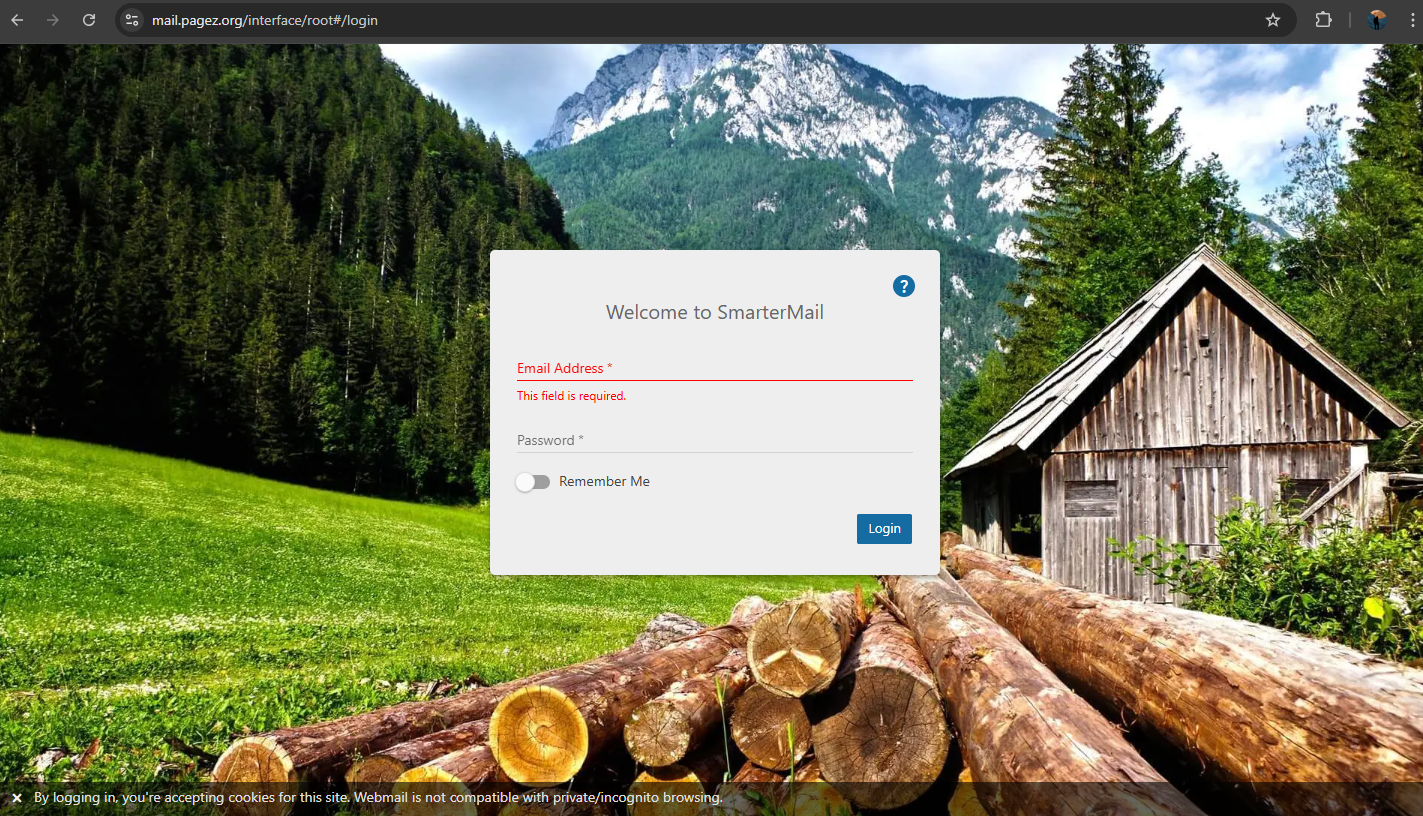 mail.pagez.org/interface/root#/login
?
Welcome to SmarterMail
Email Address *
This field is required.
Password *
Remember Me
Login
By logging in, you're accepting cookies for this site. Webmail is not compatible with private/incognito browsing.